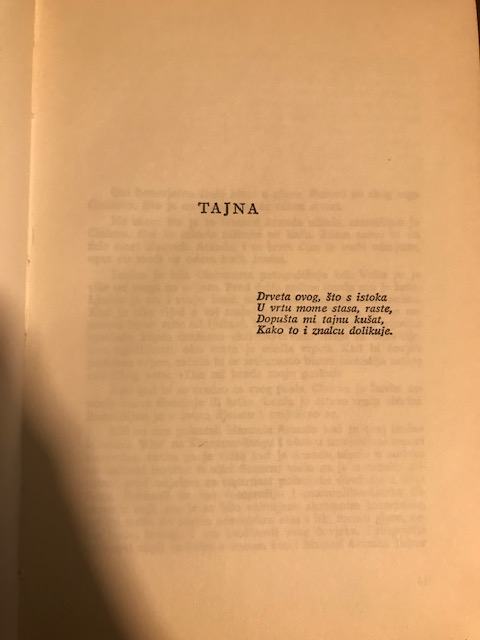 TAJNA
Drveta ovog, što s istoka
U vrtu mome stasa, raste,
Dopušta mi tajnu kušat,
Kako to i znalcu dolikuje.